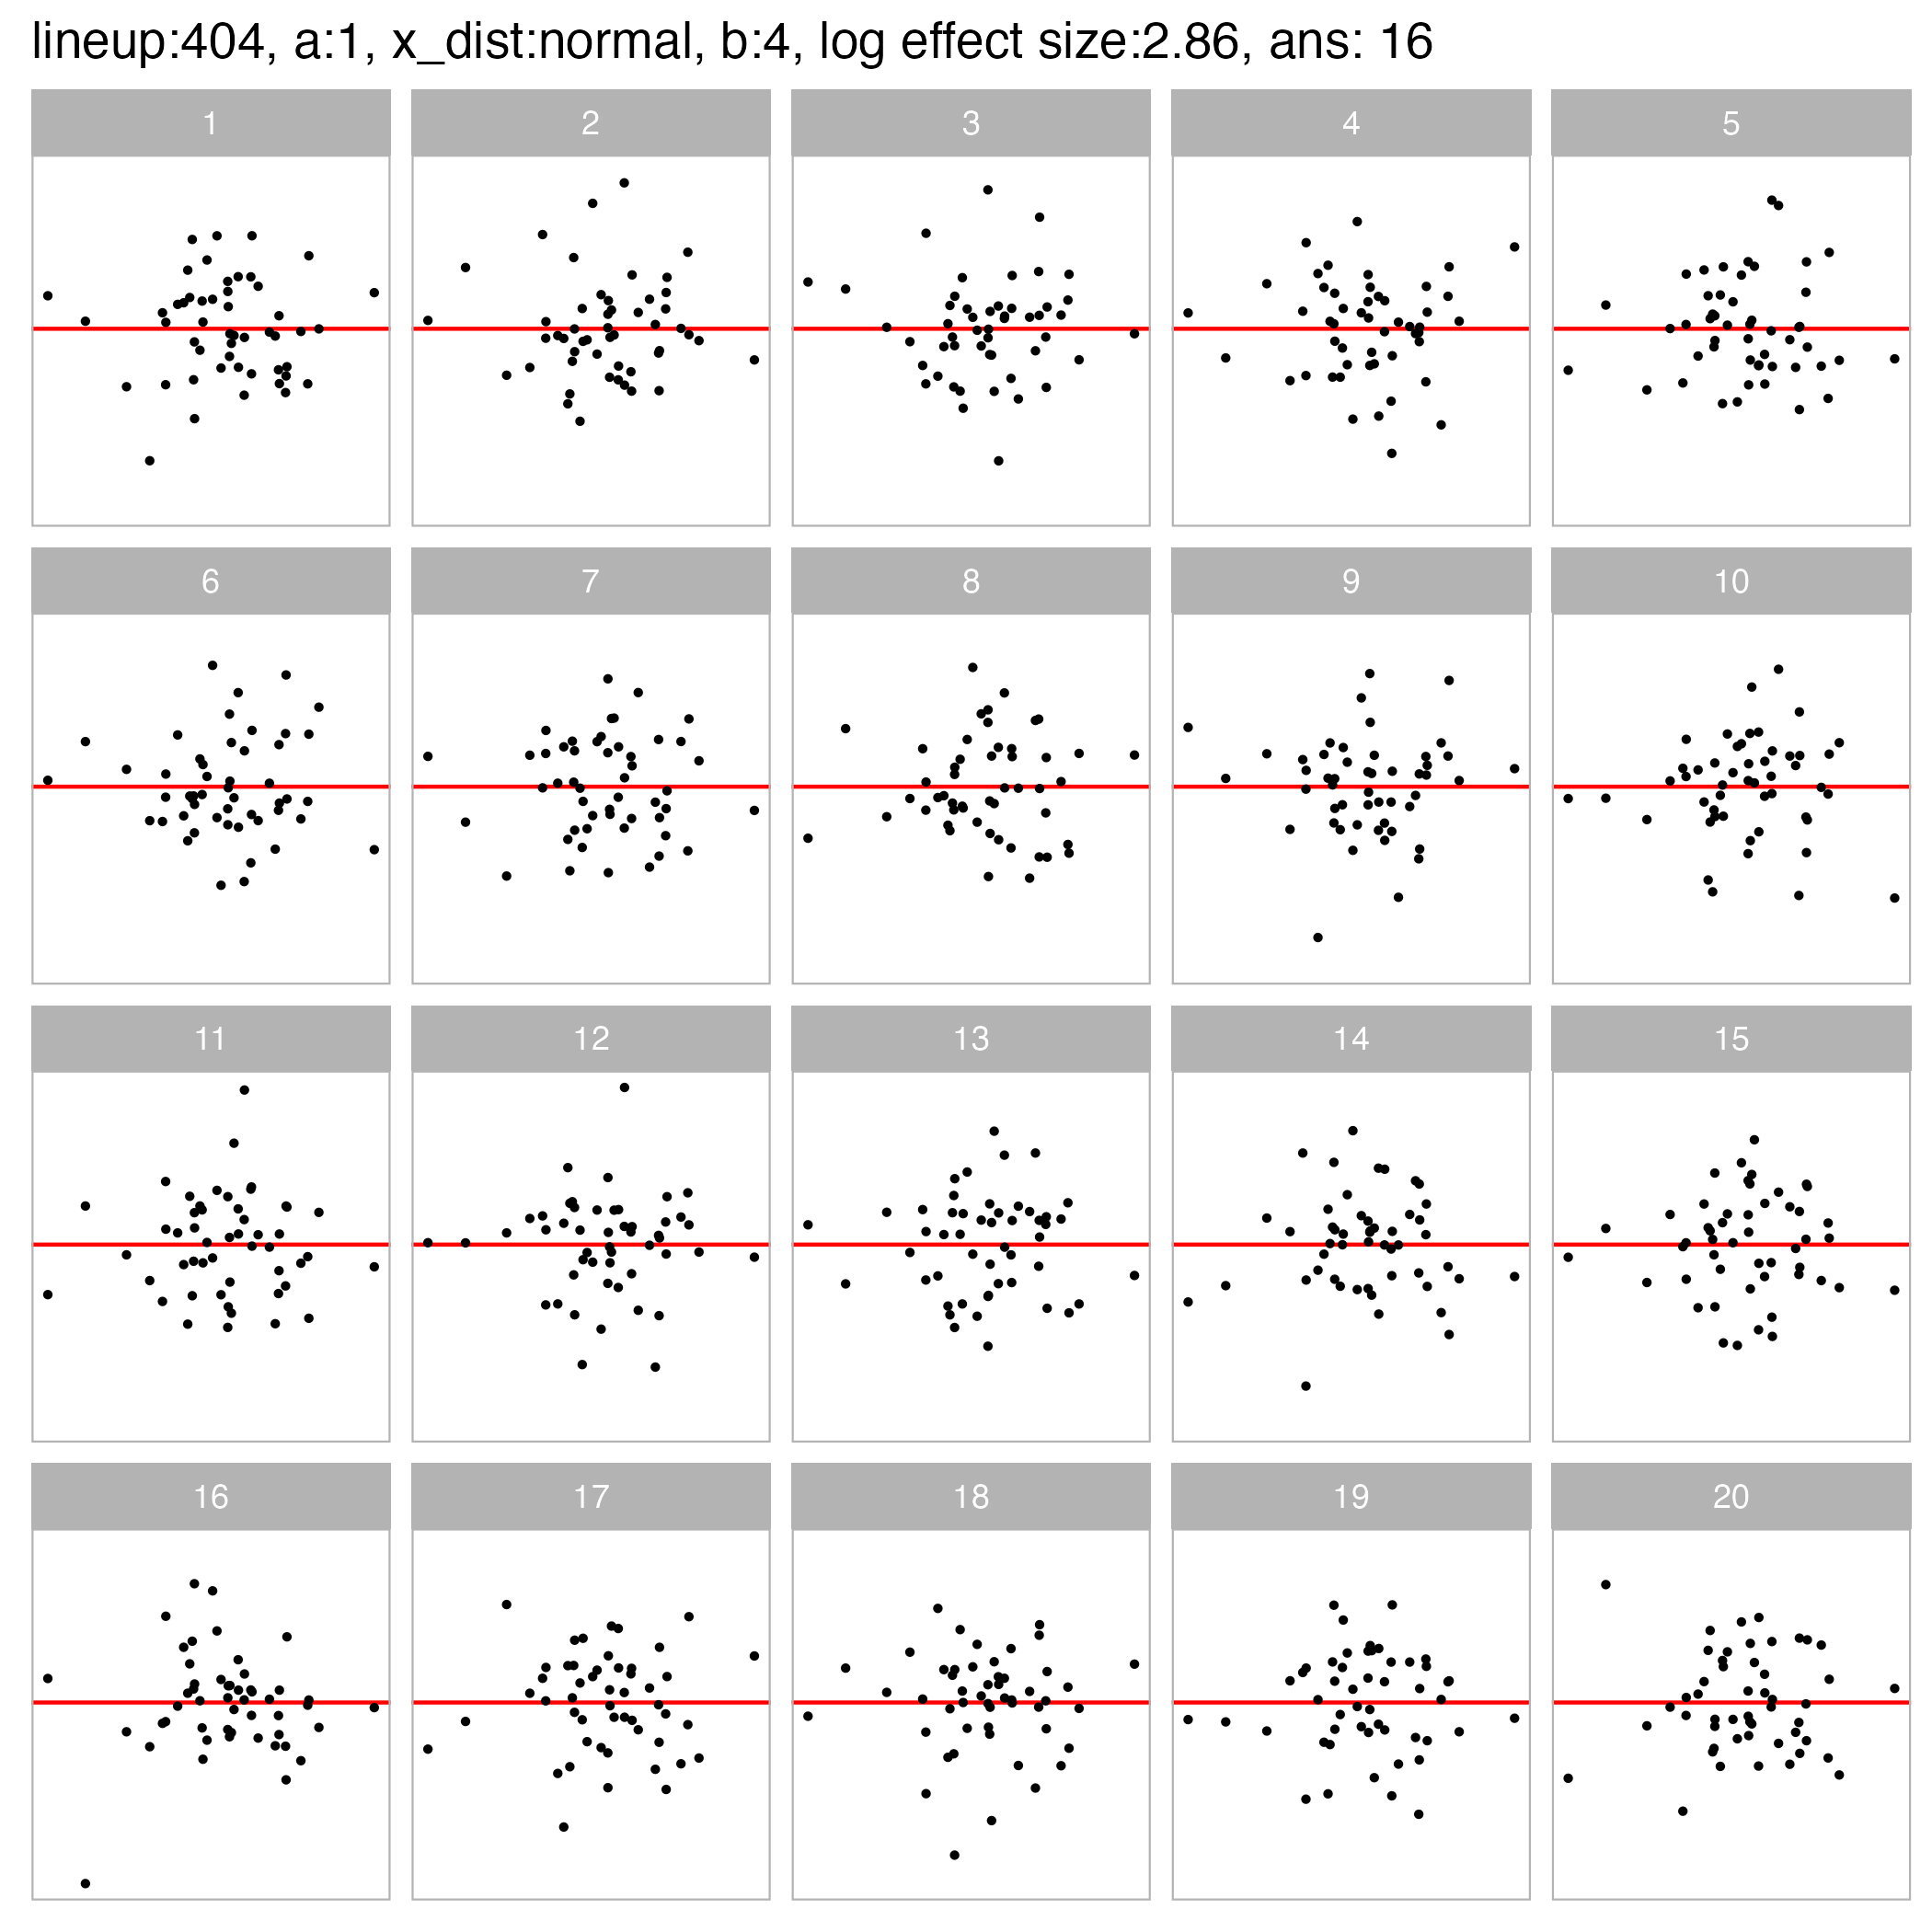 lineup:404, a:1, x_dist:normal, b:4, log effect size:2.86, ans: 16
1 2 3 4 5
6 7 8 9 10
11 12 13 14 15
16 17 18 19 20